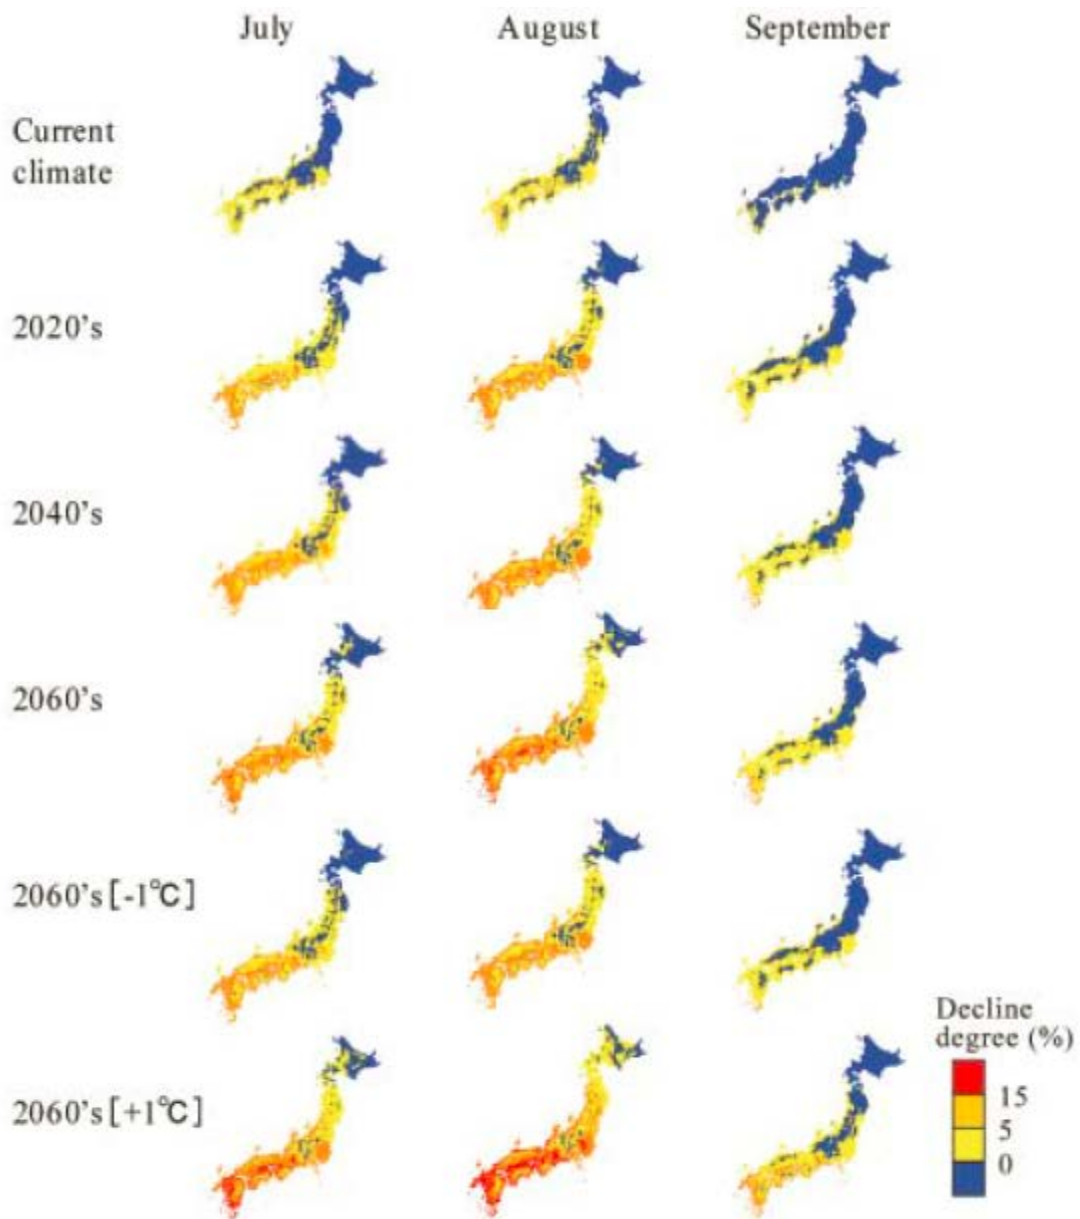 July August September
Current
climate
2020's
2040's
2060's
2060's[-1℃]
2060's[+1℃]
Decline
degree (%)
15
5
0